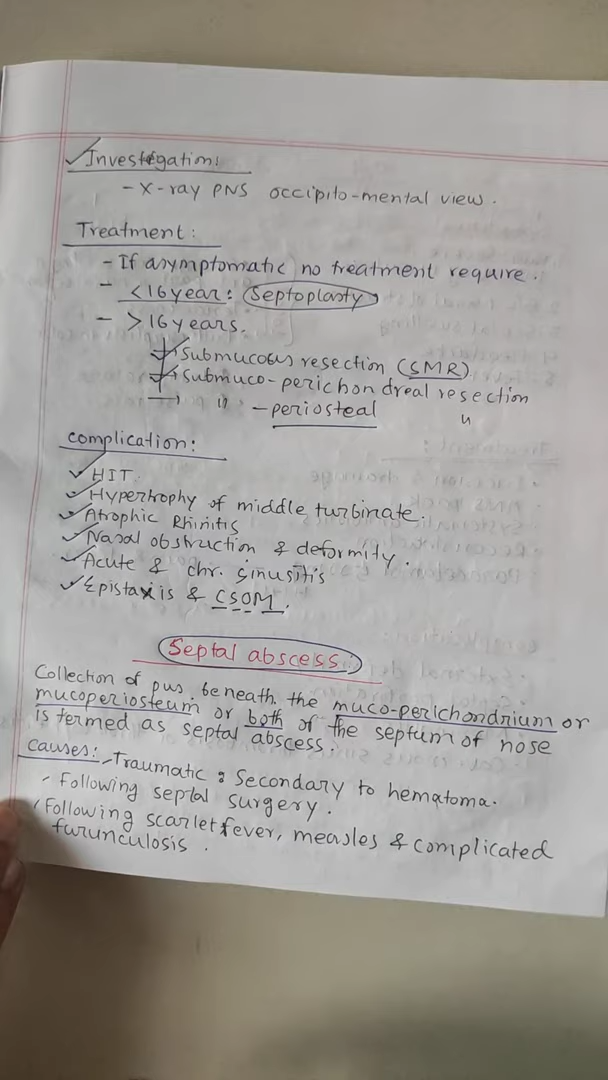 Investigation:
- X-ray PNS occipito-mental view.
Treatment:
- If asymptomatic no treatment require.
- <16 year: Septoplasty
- >16 years.
Submucous resection (SMR)
Submuco-perichondreal resection
" -periosteal "
complication:
HIT.
Hypertrophy of middle turbinate.
Atrophic Rhinitis
Nasal obstruction & deformity.
Acute & chr. sinusitis
Epistaxis & CSOM.
Septal abscess:
Collection of pus beneath the muco-perichondrium or
mucoperiosteum or both of the septum of nose
is termed as septal abscess.
causes: - Traumatic : Secondary to hematoma.
- Following septal surgery.
Following scarlet fever, measles & complicated
furunculosis.